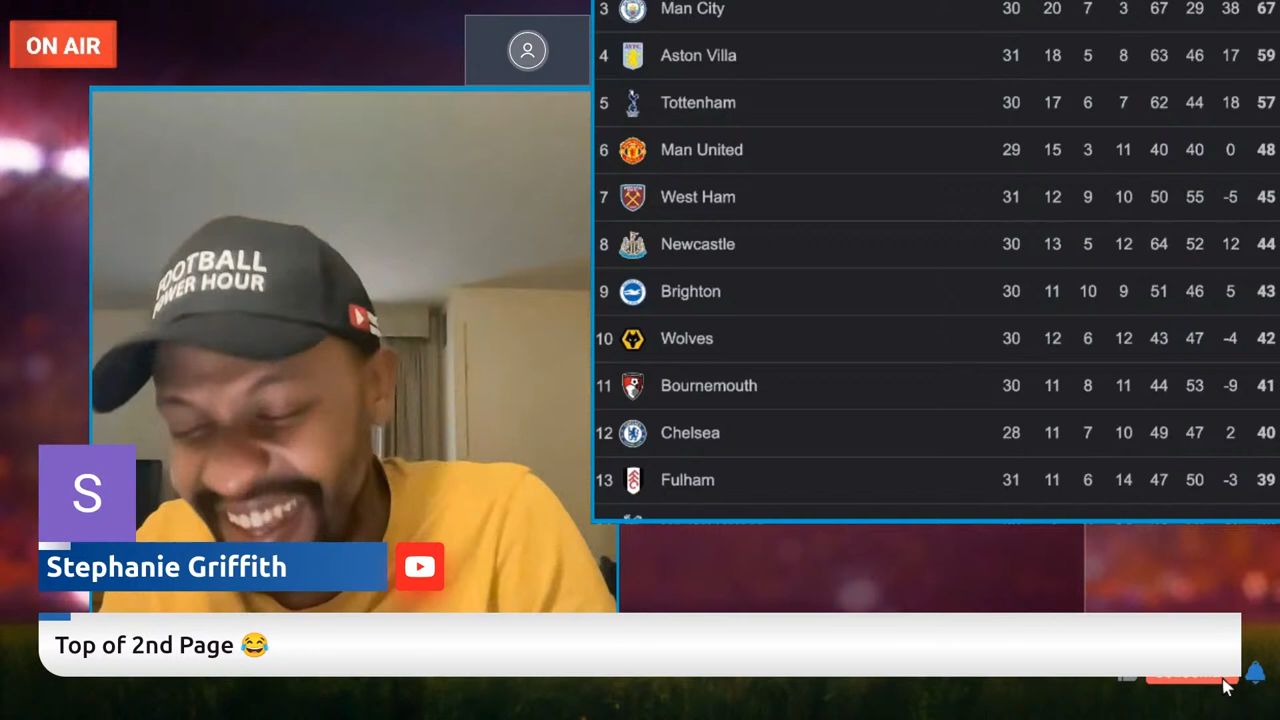 ON AIR
3 Man City 30 20 7 3 67 29 38 67
4 Aston Villa 31 18 5 8 63 46 17 59
5 Tottenham 30 17 6 7 62 44 18 57
6 Man United 29 15 3 11 40 40 0 48
7 West Ham 31 12 9 10 50 55 -5 45
8 Newcastle 30 13 5 12 64 52 12 44
9 Brighton 30 11 10 9 51 46 5 43
10 Wolves 30 12 6 12 43 47 -4 42
11 Bournemouth 30 11 8 11 44 53 -9 41
12 Chelsea 28 11 7 10 49 47 2 40
13 Fulham 31 11 6 14 47 50 -3 39
FOOTBALL
POWER HOUR
S
Stephanie Griffith
Top of 2nd Page 😂